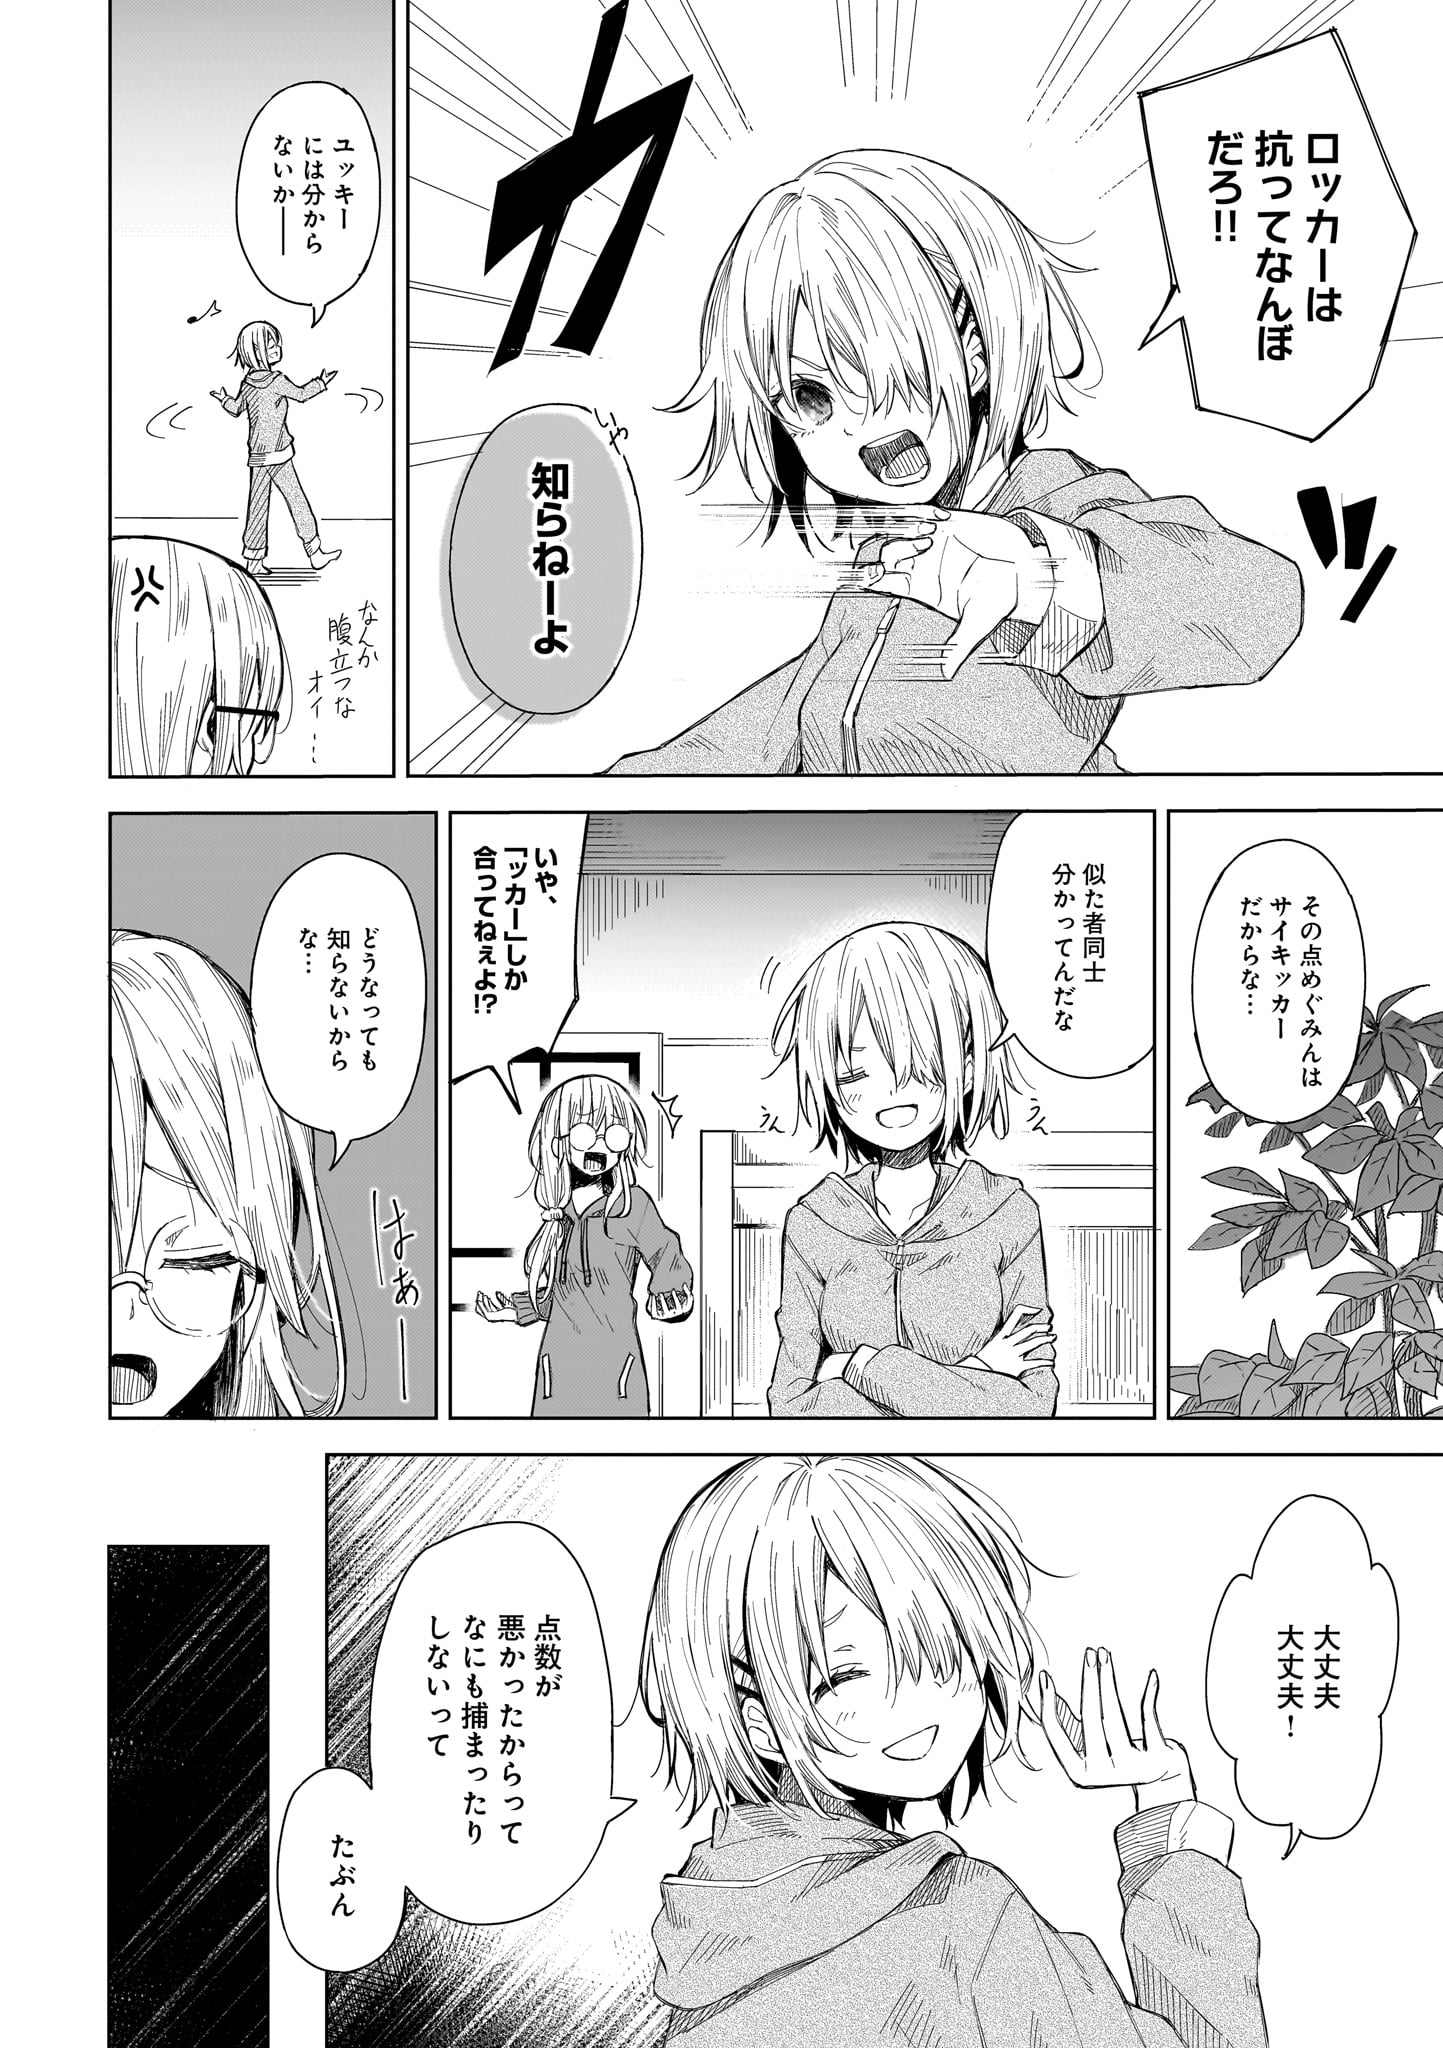 ロッカーは
抗ってなんぼ
だろ!!
カ
ッ
いや
知らねーよ
ユッキー
には分から
ないかー
なんか
腹立つな
オイ…
その点めぐみんは
サイキッカー
だからな…
似た者同士
分かってんだな
うん
うん
いや、
「ッカー」しか
合ってねぇよ!?
どうなっても
知らないから
な…
はぁー
大丈夫
大丈夫!
点数が
悪かったからって
なにも捕まったり
しないって
たぶん